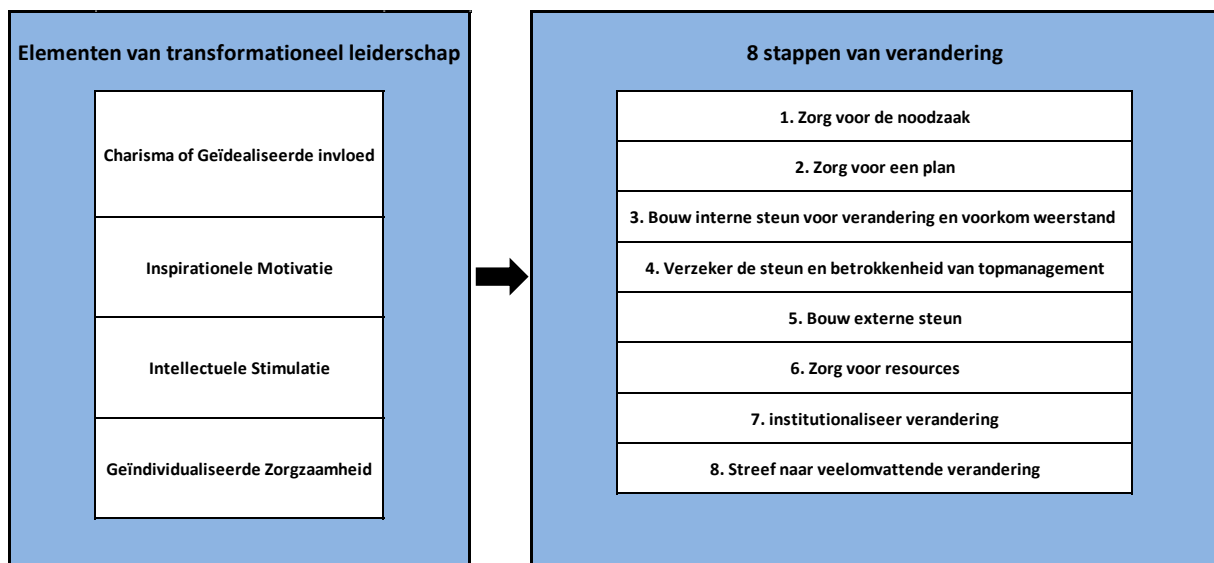 Elementen van transformationeel leiderschap
Charisma of Geïdealiseerde invloed
Inspirationele Motivatie
Intellectuele Stimulatie
Geïndividualiseerde Zorgzaamheid
8 stappen van verandering
1. Zorg voor de noodzaak
2. Zorg voor een plan
3. Bouw interne steun voor verandering en voorkom weerstand
4. Verzeker de steun en betrokkenheid van topmanagement
5. Bouw externe steun
6. Zorg voor resources
7. institutionaliseer verandering
8. Streef naar veelomvattende verandering